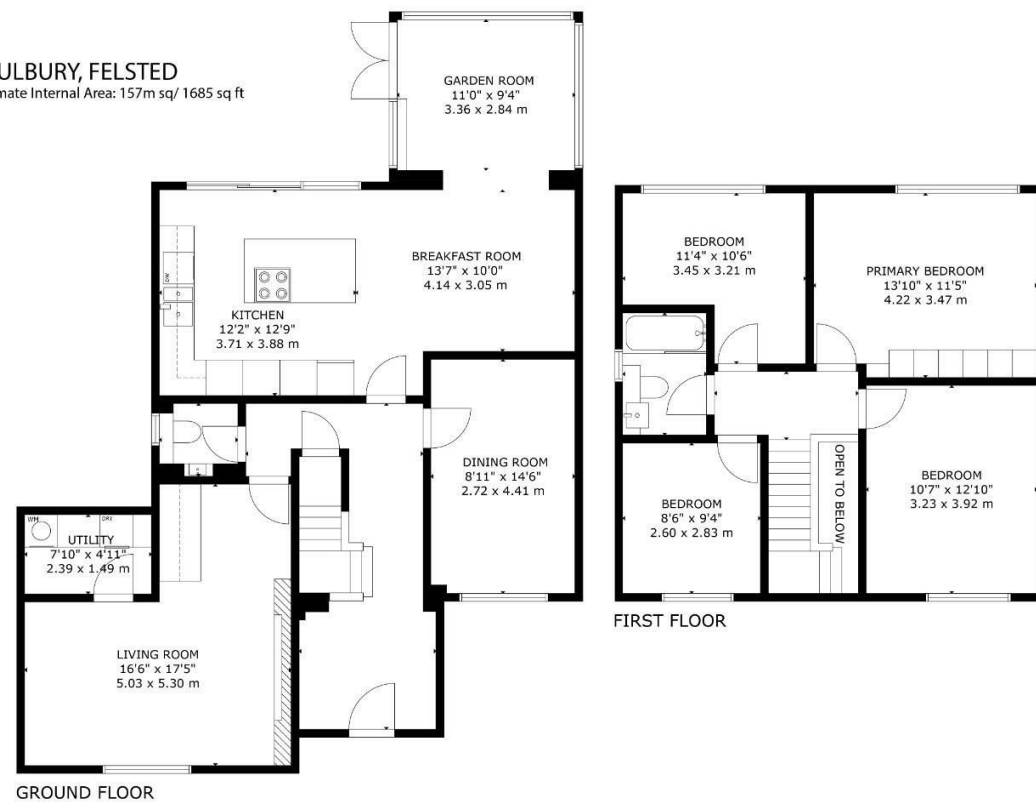 ULBURY, FELSTED
mate Internal Area: 157m sq/ 1685 sq ft
GARDEN ROOM
11'0" x 9'4"
3.36 x 2.84 m
BREAKFAST ROOM
13'7" x 10'0"
4.14 x 3.05 m
DW
KITCHEN
12'2" x 12'9"
3.71 x 3.88 m
DINING ROOM
8'11" x 14'6"
2.72 x 4.41 m
WM
DRY
UTILITY
7'10" x 4'11"
2.39 x 1.49 m
LIVING ROOM
16'6" x 17'5"
5.03 x 5.30 m
GROUND FLOOR
BEDROOM
11'4" x 10'6"
3.45 x 3.21 m
PRIMARY BEDROOM
13'10" x 11'5"
4.22 x 3.47 m
BEDROOM
8'6" x 9'4"
2.60 x 2.83 m
OPEN TO BELOW
BEDROOM
10'7" x 12'10"
3.23 x 3.92 m
FIRST FLOOR